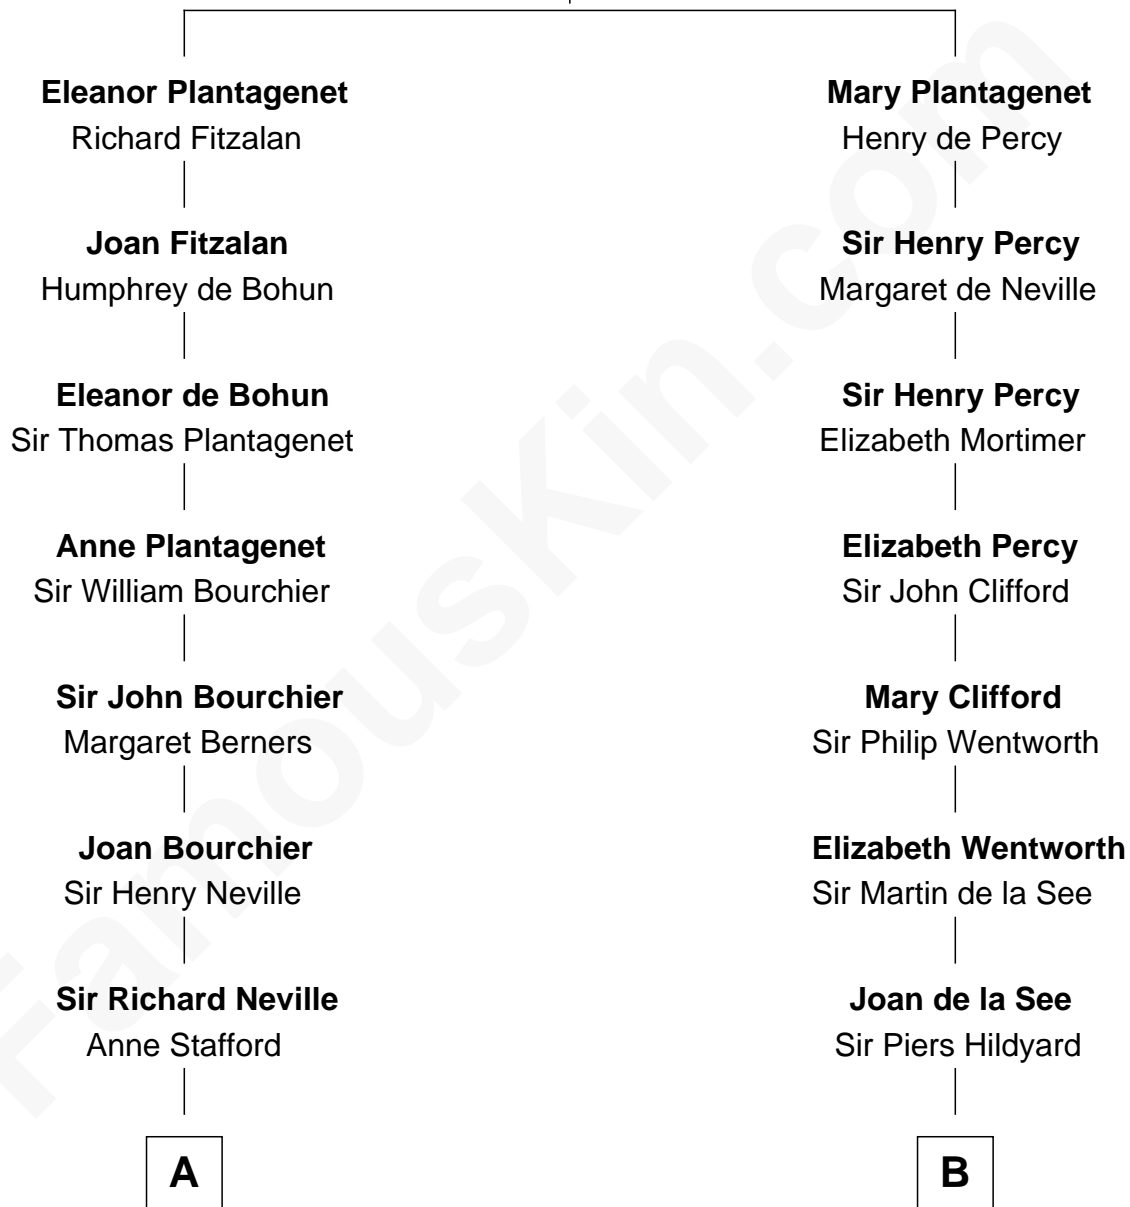 Eleanor Plantagenet
Richard Fitzalan
Joan Fitzalan
Humphrey de Bohun
Eleanor de Bohun
Sir Thomas Plantagenet
Anne Plantagenet
Sir William Bourchier
Sir John Bourchier
Margaret Berners
Joan Bourchier
Sir Henry Neville
Sir Richard Neville
Anne Stafford
A
Mary Plantagenet
Henry de Percy
Sir Henry Percy
Margaret de Neville
Sir Henry Percy
Elizabeth Mortimer
Elizabeth Percy
Sir John Clifford
Mary Clifford
Sir Philip Wentworth
Elizabeth Wentworth
Sir Martin de la See
Joan de la See
Sir Piers Hildyard
B
FamousKin.com